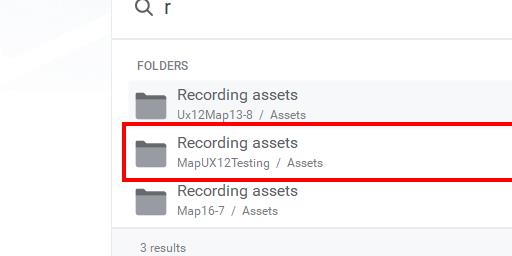 r
FOLDERS
Recording assets
Ux12Map13-8 / Assets
Recording assets
MapUX12Testing / Assets
Recording assets
Map16-7 / Assets
3 results